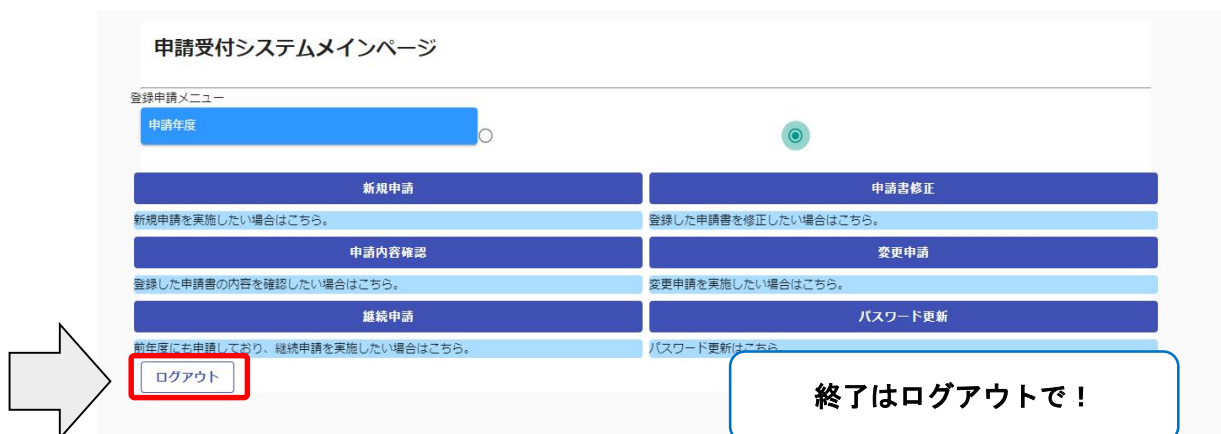 申請受付システムメインページ
登録申請メニュー
申請年度
新規申請
申請書修正
新規申請を実施したい場合はこちら。
登録した申請書を修正したい場合はこちら。
申請内容確認
変更申請
登録した申請書の内容を確認したい場合はこちら。
変更申請を実施したい場合はこちら。
継続申請
パスワード更新
前年度にも申請しており、継続申請を実施したい場合はこちら。
パスワード更新はこちら。
ログアウト
終了はログアウトで！